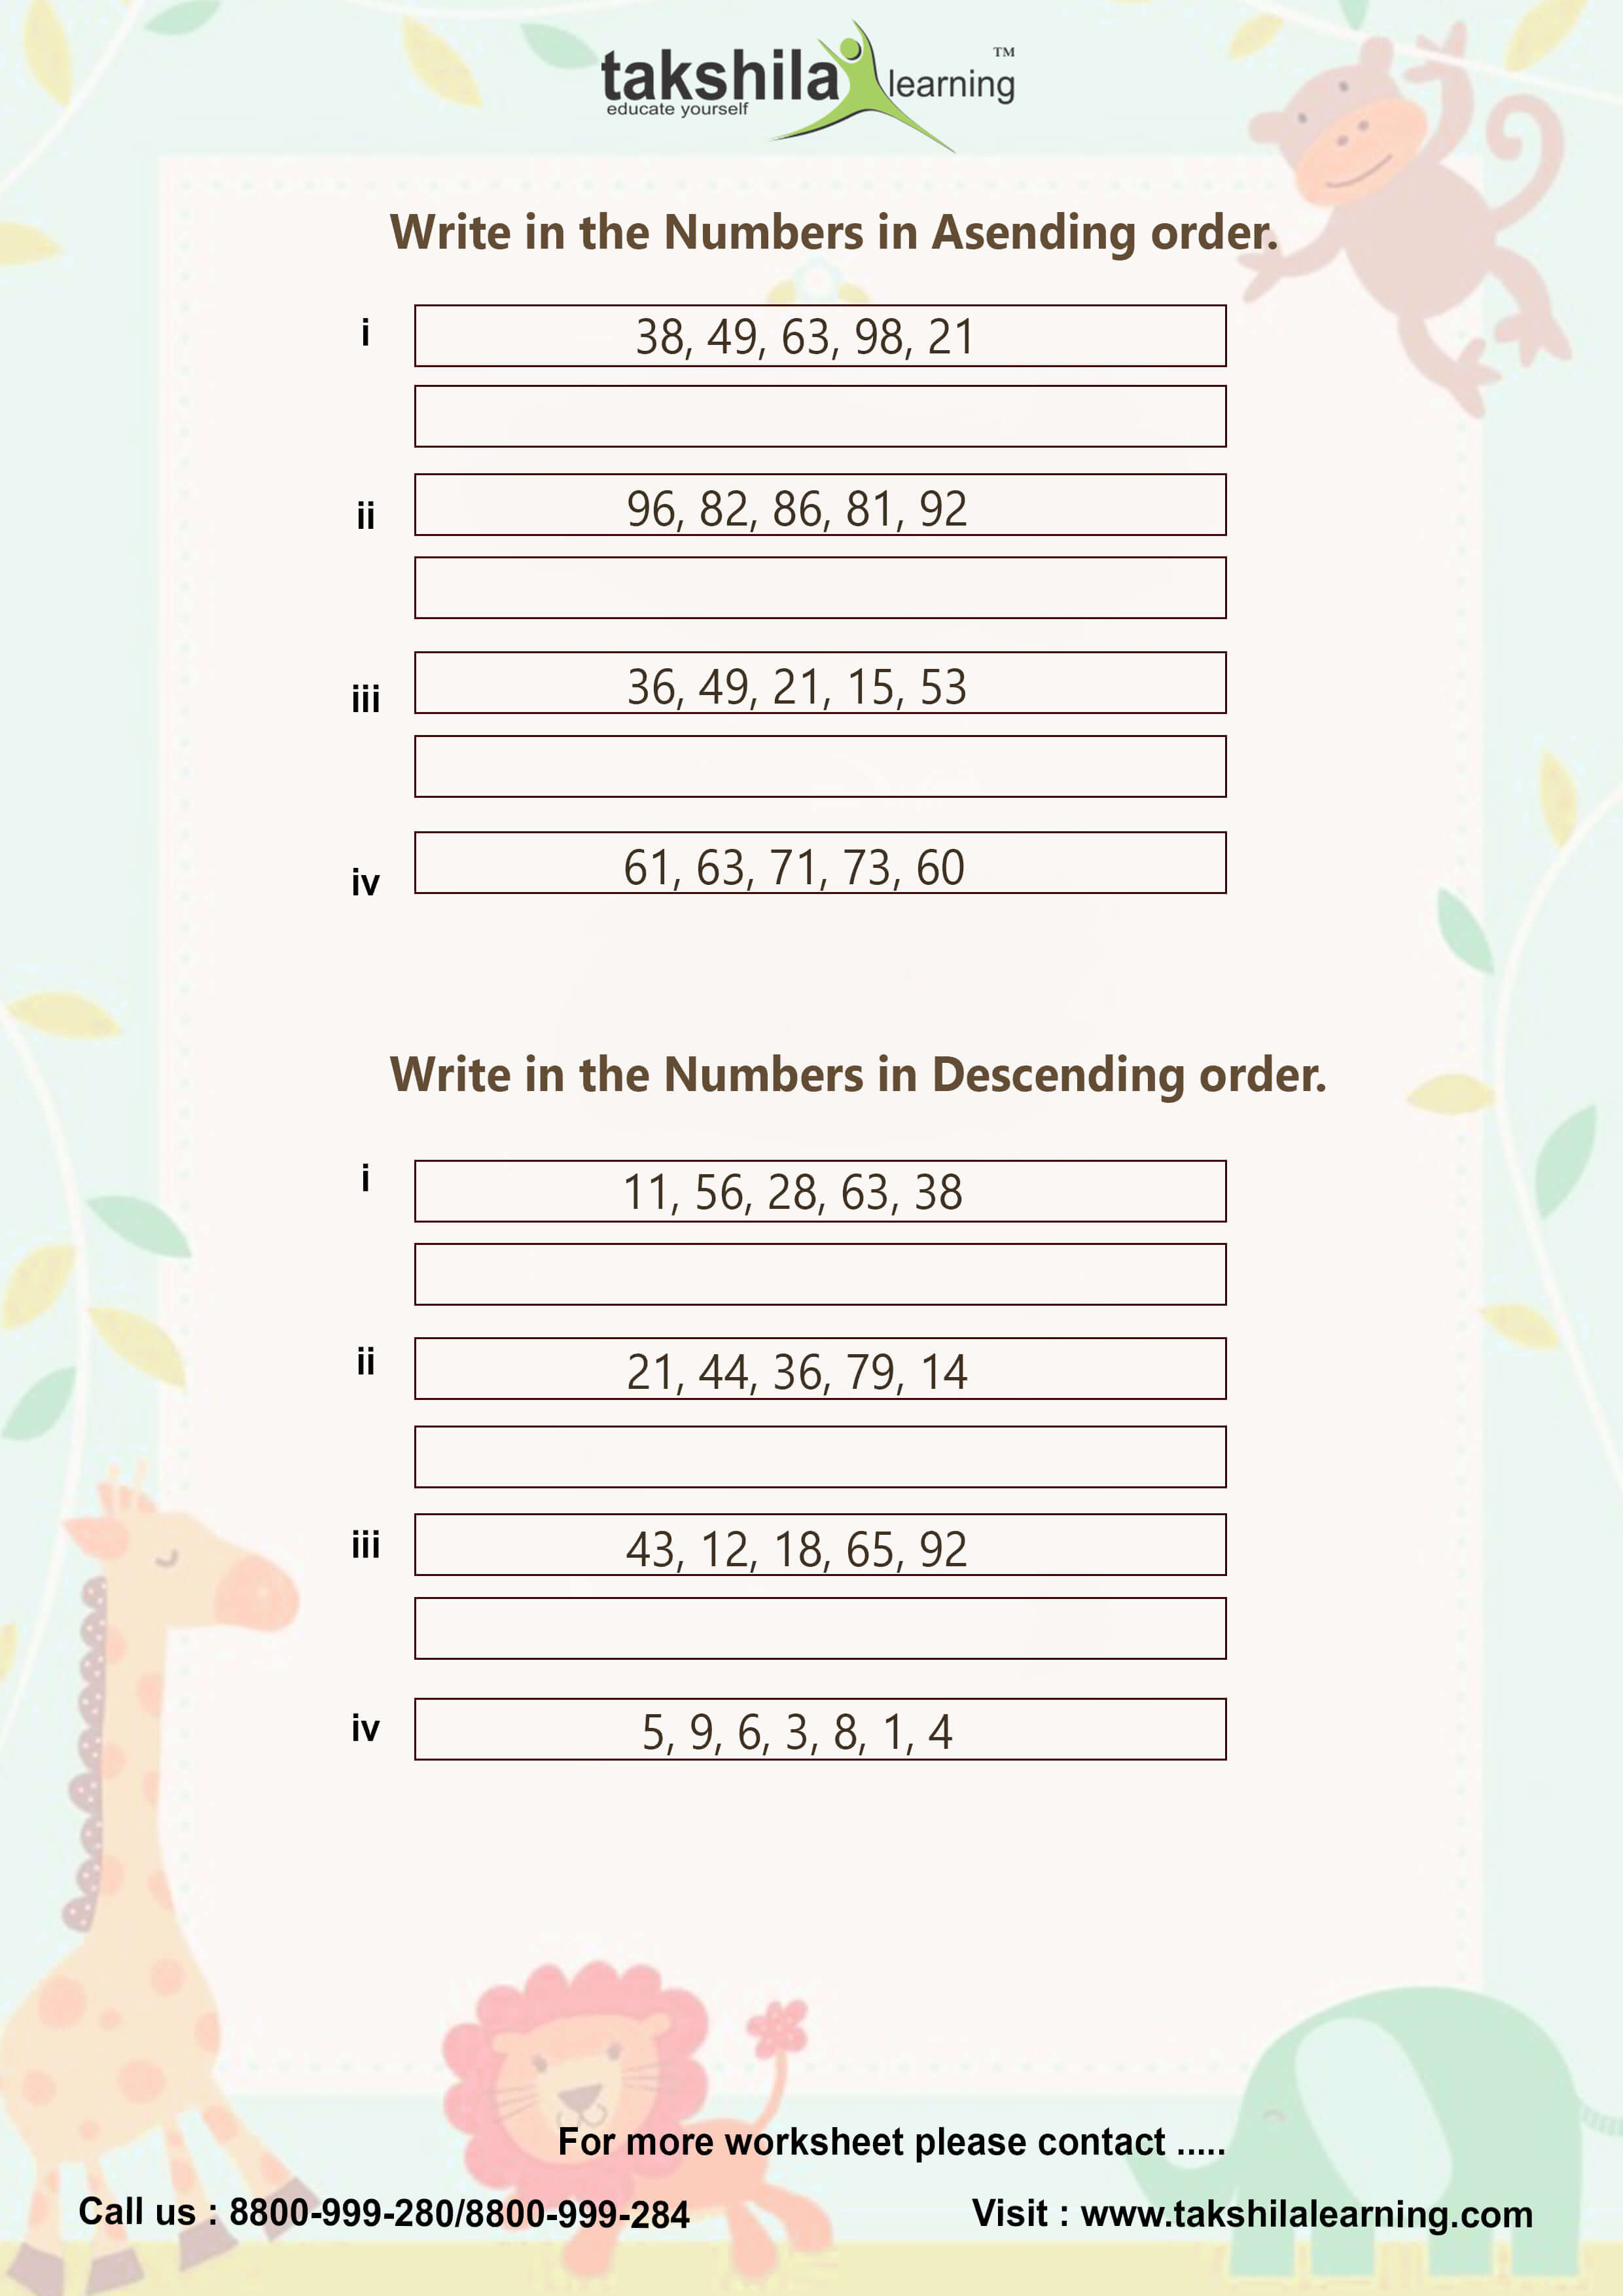 takshila learning TM
educate yourself
Write in the Numbers in Asending order.
i 38, 49, 63, 98, 21
ii 96, 82, 86, 81, 92
iii 36, 49, 21, 15, 53
iv 61, 63, 71, 73, 60
Write in the Numbers in Descending order.
i 11, 56, 28, 63, 38
ii 21, 44, 36, 79, 14
iii 43, 12, 18, 65, 92
iv 5, 9, 6, 3, 8, 1, 4
For more worksheet please contact .....
Call us : 8800-999-280/8800-999-284 Visit : www.takshilalearning.com